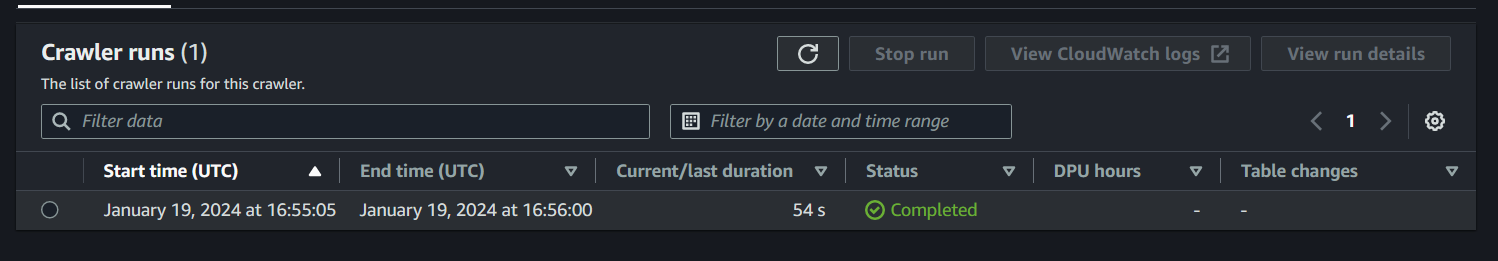 Crawler runs (1)
Stop run
View CloudWatch logs
View run details
The list of crawler runs for this crawler.
Filter data
Filter by a date and time range
1
Start time (UTC) End time (UTC) Current/last duration Status DPU hours Table changes
January 19, 2024 at 16:55:05 January 19, 2024 at 16:56:00 54 s Completed - -